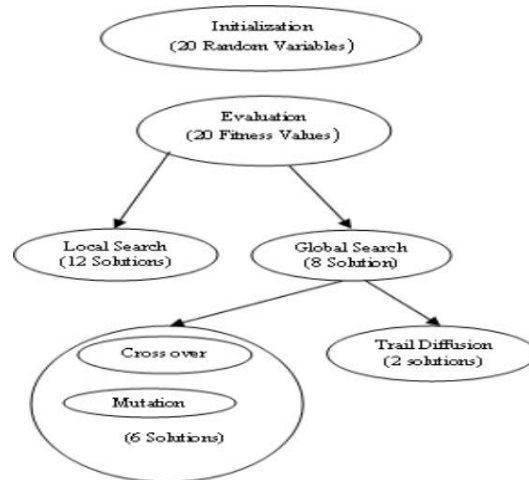 Initialization
(20 Random Variables)
Evaluation
(20 Fitness Values)
Local Search
(12 Solutions)
Global Search
(8 Solution)
Cross over
Mutation
(6 Solutions)
Trail Diffusion
(2 solutions)